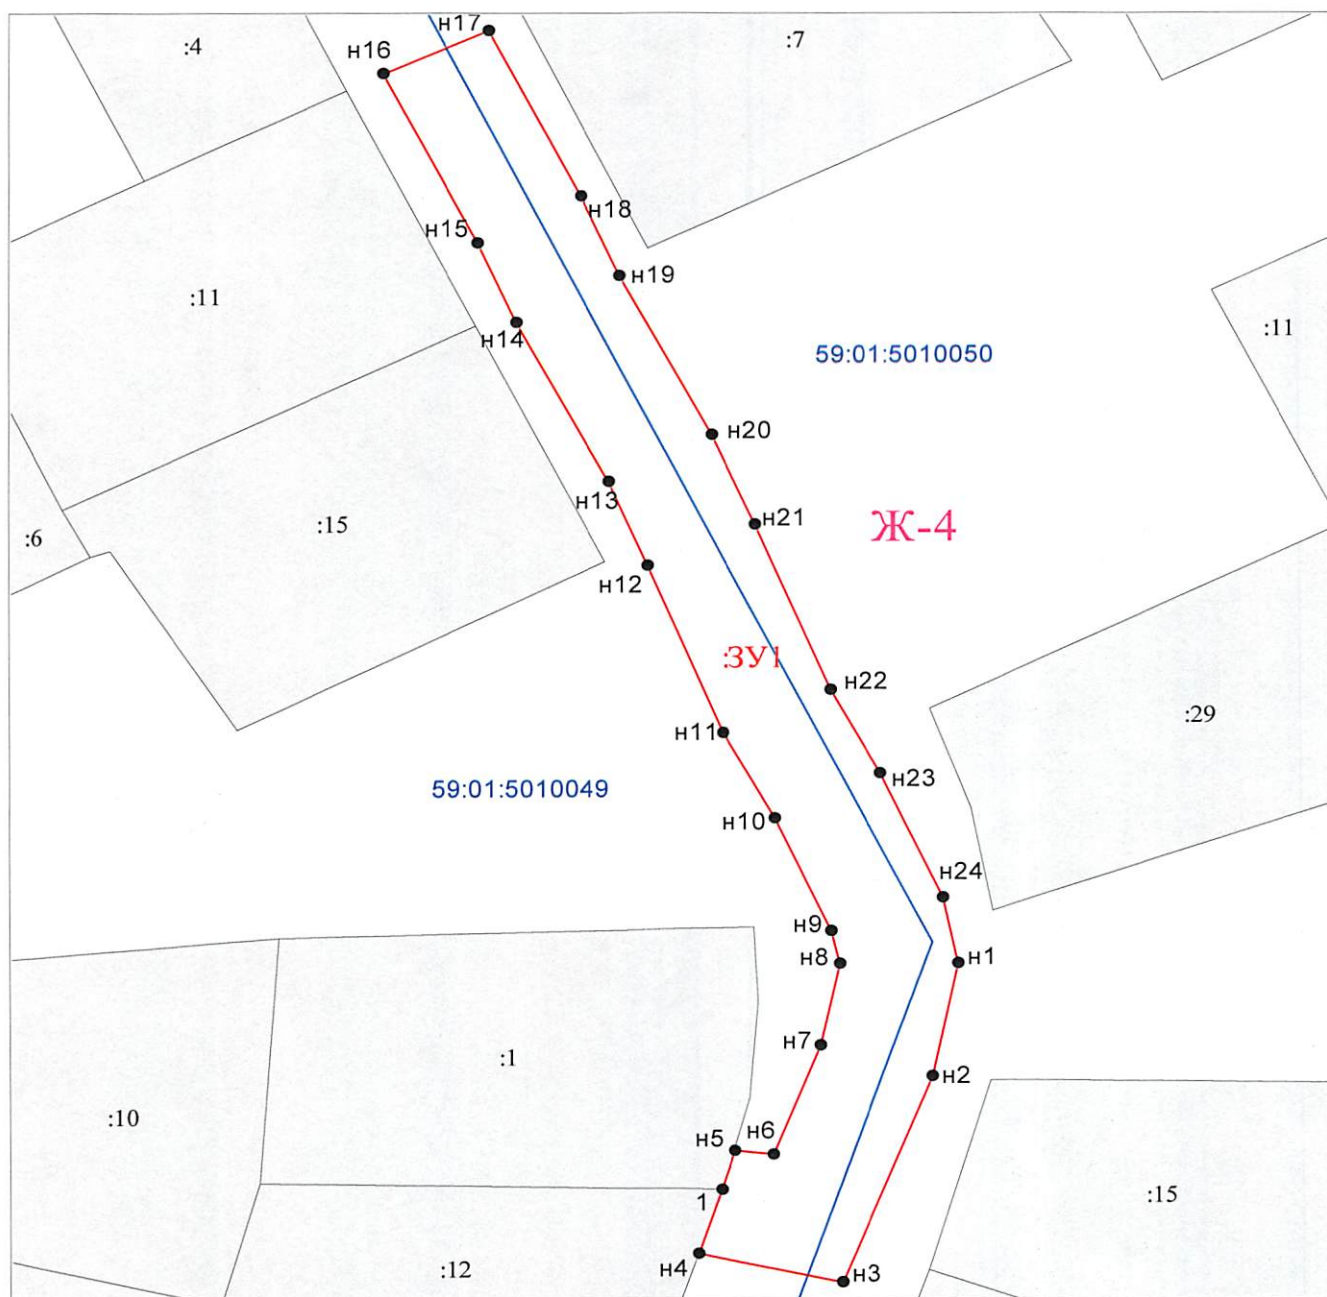 н17
:4
:7
н16
н18
н15
н19
:11
:11
н14
59:01:5010050
н20
н13
н21
Ж-4
:15
:6
н12
:ЗУ1
н22
:29
н11
н23
59:01:5010049
н10
н24
н9
н8
н1
н7
:1
н2
:10
н5
н6
1
:15
н4
н3
:12